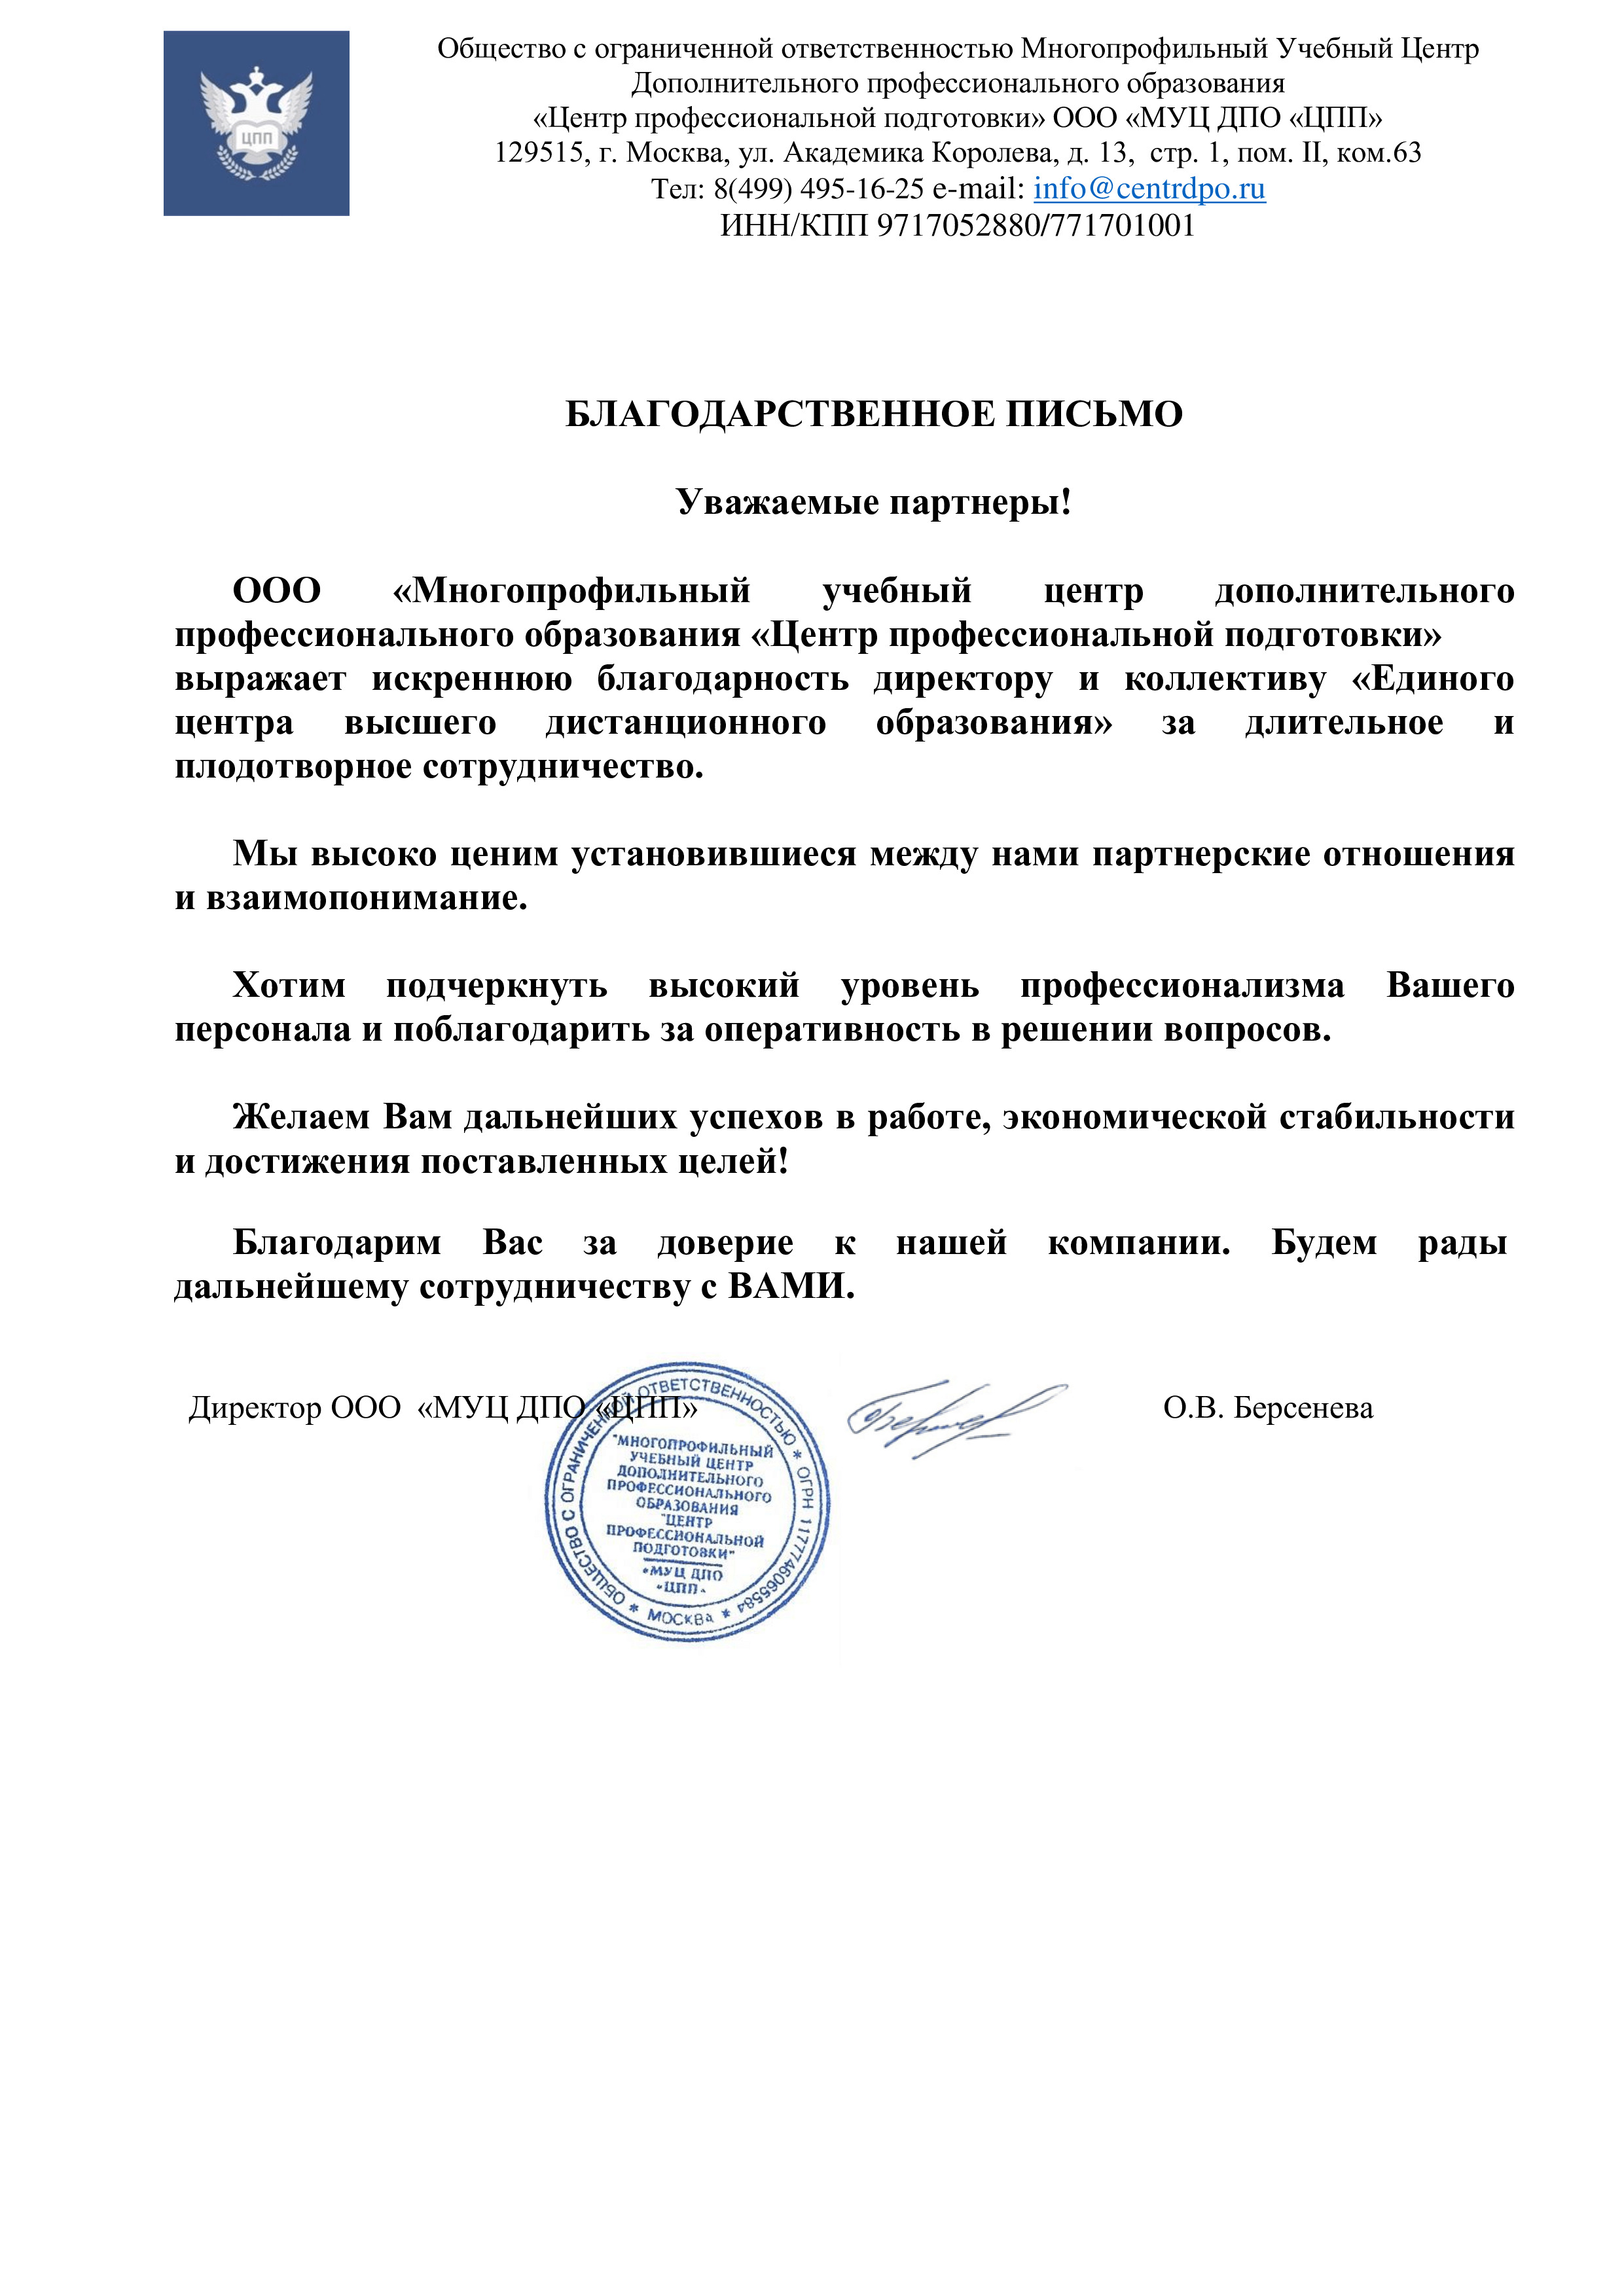 ЦПП
Общество с ограниченной ответственностью Многопрофильный Учебный Центр
Дополнительного профессионального образования
«Центр профессиональной подготовки» ООО «МУЦ ДПО «ЦПП»
129515, г. Москва, ул. Академика Королева, д. 13, стр. 1, пом. II, ком.63
Тел: 8(499) 495-16-25 e-mail: info@centrdpo.ru
ИНН/КПП 9717052880/771701001
БЛАГОДАРСТВЕННОЕ ПИСЬМО
Уважаемые партнеры!
ООО «Многопрофильный учебный центр дополнительного
профессионального образования «Центр профессиональной подготовки»
выражает искреннюю благодарность директору и коллективу «Единого
центра высшего дистанционного образования» за длительное и
плодотворное сотрудничество.
Мы высоко ценим установившиеся между нами партнерские отношения
и взаимопонимание.
Хотим подчеркнуть высокий уровень профессионализма Вашего
персонала и поблагодарить за оперативность в решении вопросов.
Желаем Вам дальнейших успехов в работе, экономической стабильности
и достижения поставленных целей!
Благодарим Вас за доверие к нашей компании. Будем рады
дальнейшему сотрудничеству с ВАМИ.
Директор ООО «МУЦ ДПО «ЦПП» О.В. Берсенева
ОБЩЕСТВО С ОГРАНИЧЕННОЙ ОТВЕТСТВЕННОСТЬЮ * ОГРН 1177746065584 * МОСКВА *
"МНОГОПРОФИЛЬНЫЙ
УЧЕБНЫЙ ЦЕНТР
ДОПОЛНИТЕЛЬНОГО
ПРОФЕССИОНАЛЬНОГО
ОБРАЗОВАНИЯ
"ЦЕНТР
ПРОФЕССИОНАЛЬНОЙ
ПОДГОТОВКИ"
«МУЦ ДПО
«ЦПП»